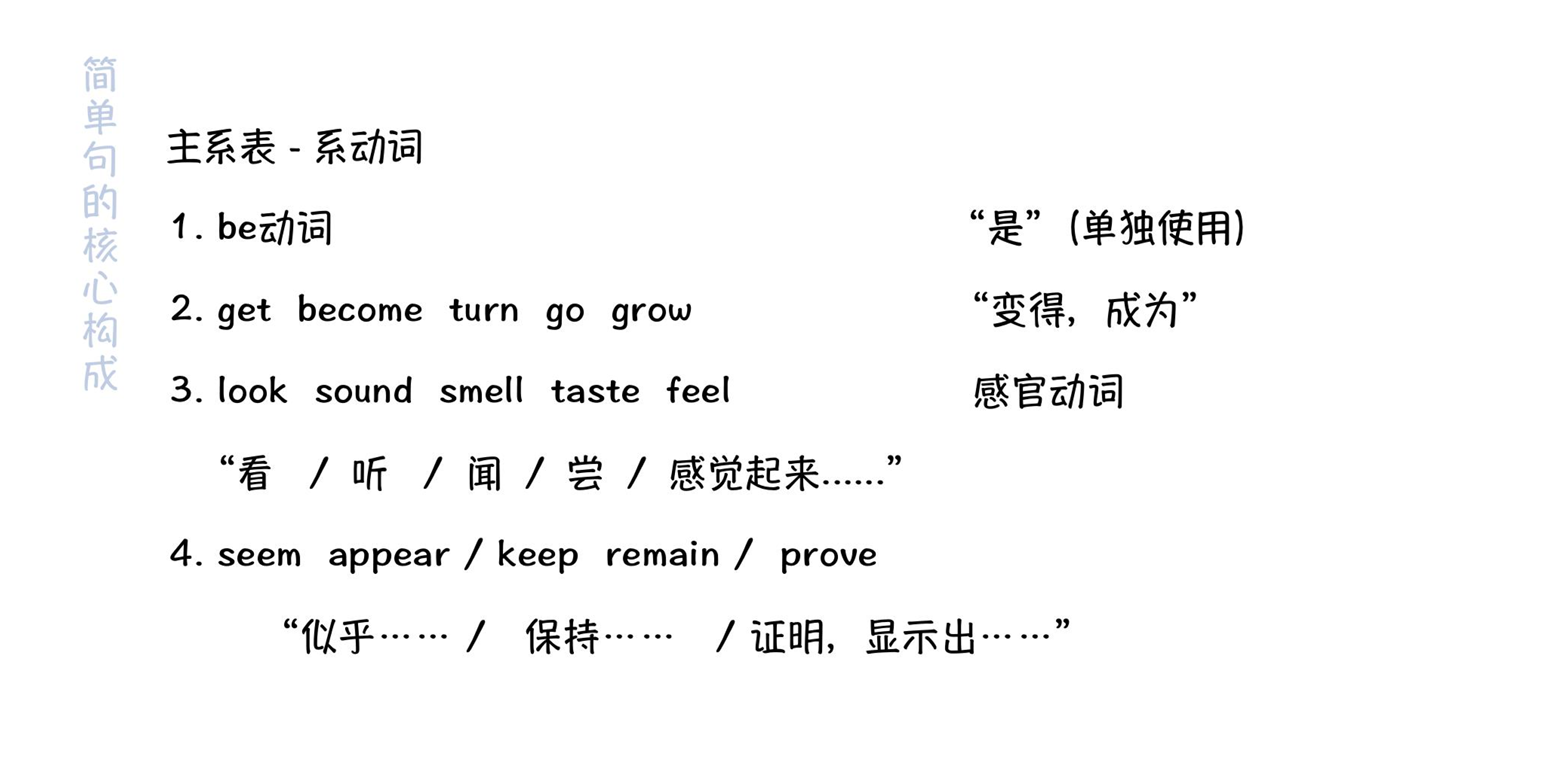 简单句的核心构成
主系表 - 系动词
1. be动词 “是”（单独使用）
2. get become turn go grow “变得，成为”
3. look sound smell taste feel 感官动词
“看 / 听 / 闻 / 尝 / 感觉起来......”
4. seem appear / keep remain / prove
“似乎…… / 保持…… / 证明，显示出……”